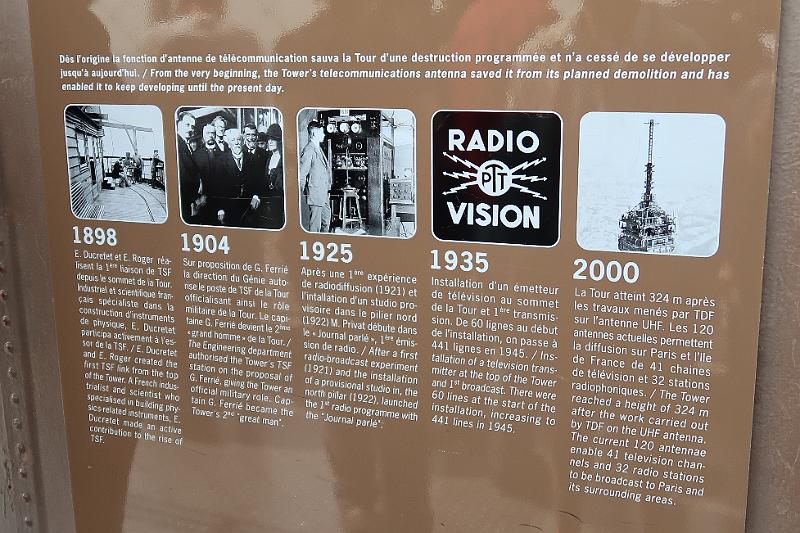 Dès l'origine la fonction d'antenne de télécommunication sauva la Tour d'une destruction programmée et n'a cessé de se développer
jusqu'à aujourd'hui. / From the very beginning, the Tower's telecommunications antenna saved it from its planned demolition and has
enabled it to keep developing until the present day.
1898
E. Ducretet et E. Roger réa-
lisent la 1ère liaison de TSF
depuis le sommet de la Tour.
Industriel et scientifique fran-
çais spécialiste dans la
construction d'instruments
de physique, E. Ducretet
participa activement à l'es-
sor de la TSF. / E. Ducretet
and E. Roger created the
first TSF link from the top
of the Tower. A French indus-
trialist and scientist who
specialised in building phy-
sics-related instruments, E.
Ducretet made an active
contribution to the rise of
TSF.
1904
Sur proposition de G. Ferrié
la direction du Génie auto-
rise le poste de TSF de la Tour
officialisant ainsi le rôle
militaire de la Tour. Le capi-
taine G. Ferrié devient le 2ème
« grand homme » de la Tour. /
The Engineering department
authorised the Tower's TSF
station on the proposal of
G. Ferrié, giving the Tower an
official military role. Cap-
tain G. Ferrié became the
Tower's 2nd "great man".
1925
Après une 1ère expérience
de radiodiffusion (1921) et
l'intallation d'un studio pro-
visoire dans le pilier nord
(1922) M. Privat débute dans
le « Journal parlé », 1ère émis-
sion de radio. / After a first
radio-broadcast experiment
(1921) and the installation
of a provisional studio in, the
north pilar (1922), launched
the 1st radio programme with
the "Journal parlé".
RADIO
PTT
VISION
1935
Installation d'un émetteur
de télévision au sommet
de la Tour et 1ère transmis-
sion. De 60 lignes au début
de l'installation, on passe à
441 lignes en 1945. / Ins-
tallation of a television trans-
mitter at the top of the Tower
and 1st broadcast. There were
60 lines at the start of the
installation, increasing to
441 lines in 1945.
2000
La Tour atteint 324 m après
les travaux menés par TDF
sur l'antenne UHF. Les 120
antennes actuelles permettent
la diffusion sur Paris et l'Ile
de France de 41 chaines
de télévision et 32 stations
radiophoniques. / The Tower
reached a height of 324 m
after the work carried out
by TDF on the UHF antenna.
The current 120 antennae
enable 41 television chan-
nels and 32 radio stations
to be broadcast to Paris and
its surrounding areas.